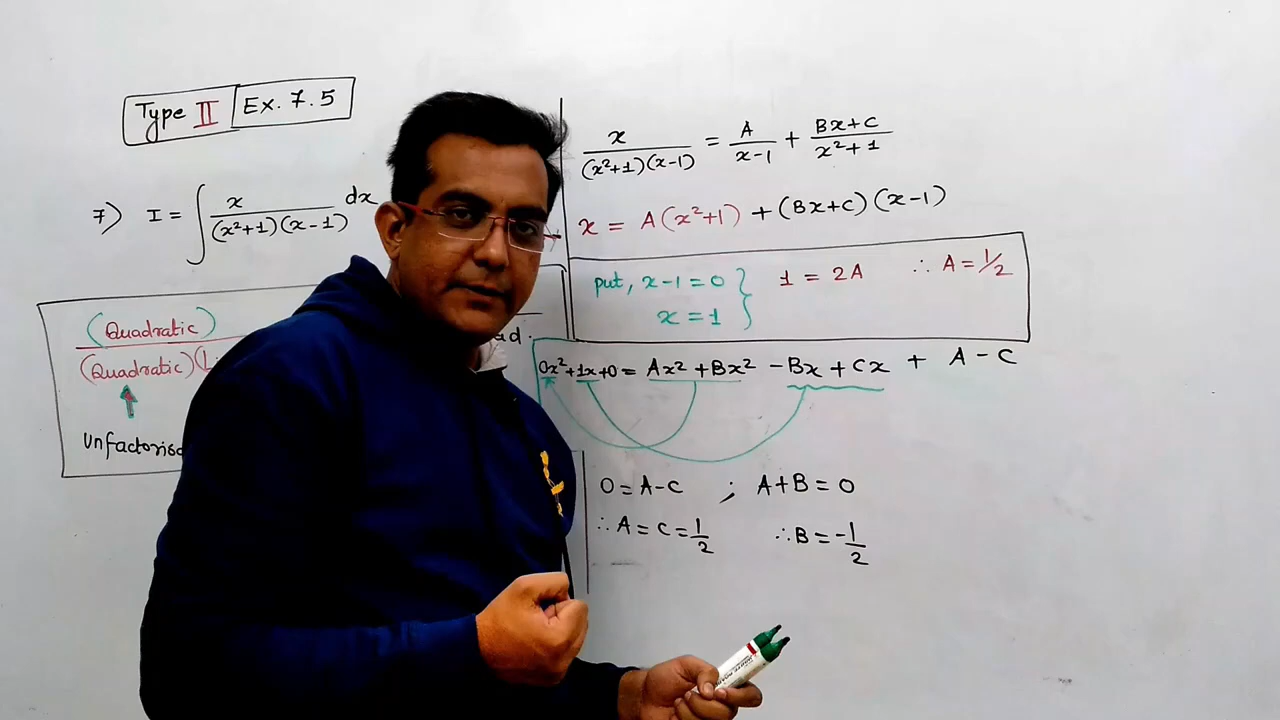 Type II Ex. 7.5
7) I = ∫ x/((x²+1)(x-1)) dx
(Quadratic)
(Quadratic)(
ad.
↑
x/((x²+1)(x-1)) = A/(x-1) + (Bx+C)/(x²+1)
x = A(x²+1) + (Bx+C)(x-1)
put, x-1=0 } 1 = 2A ∴ A = 1/2
x = 1
0x²+1x+0 = Ax²+Bx² -Bx+Cx + A-C
0=A-C ; A+B=0
∴ A = C = 1/2 ∴ B = -1/2